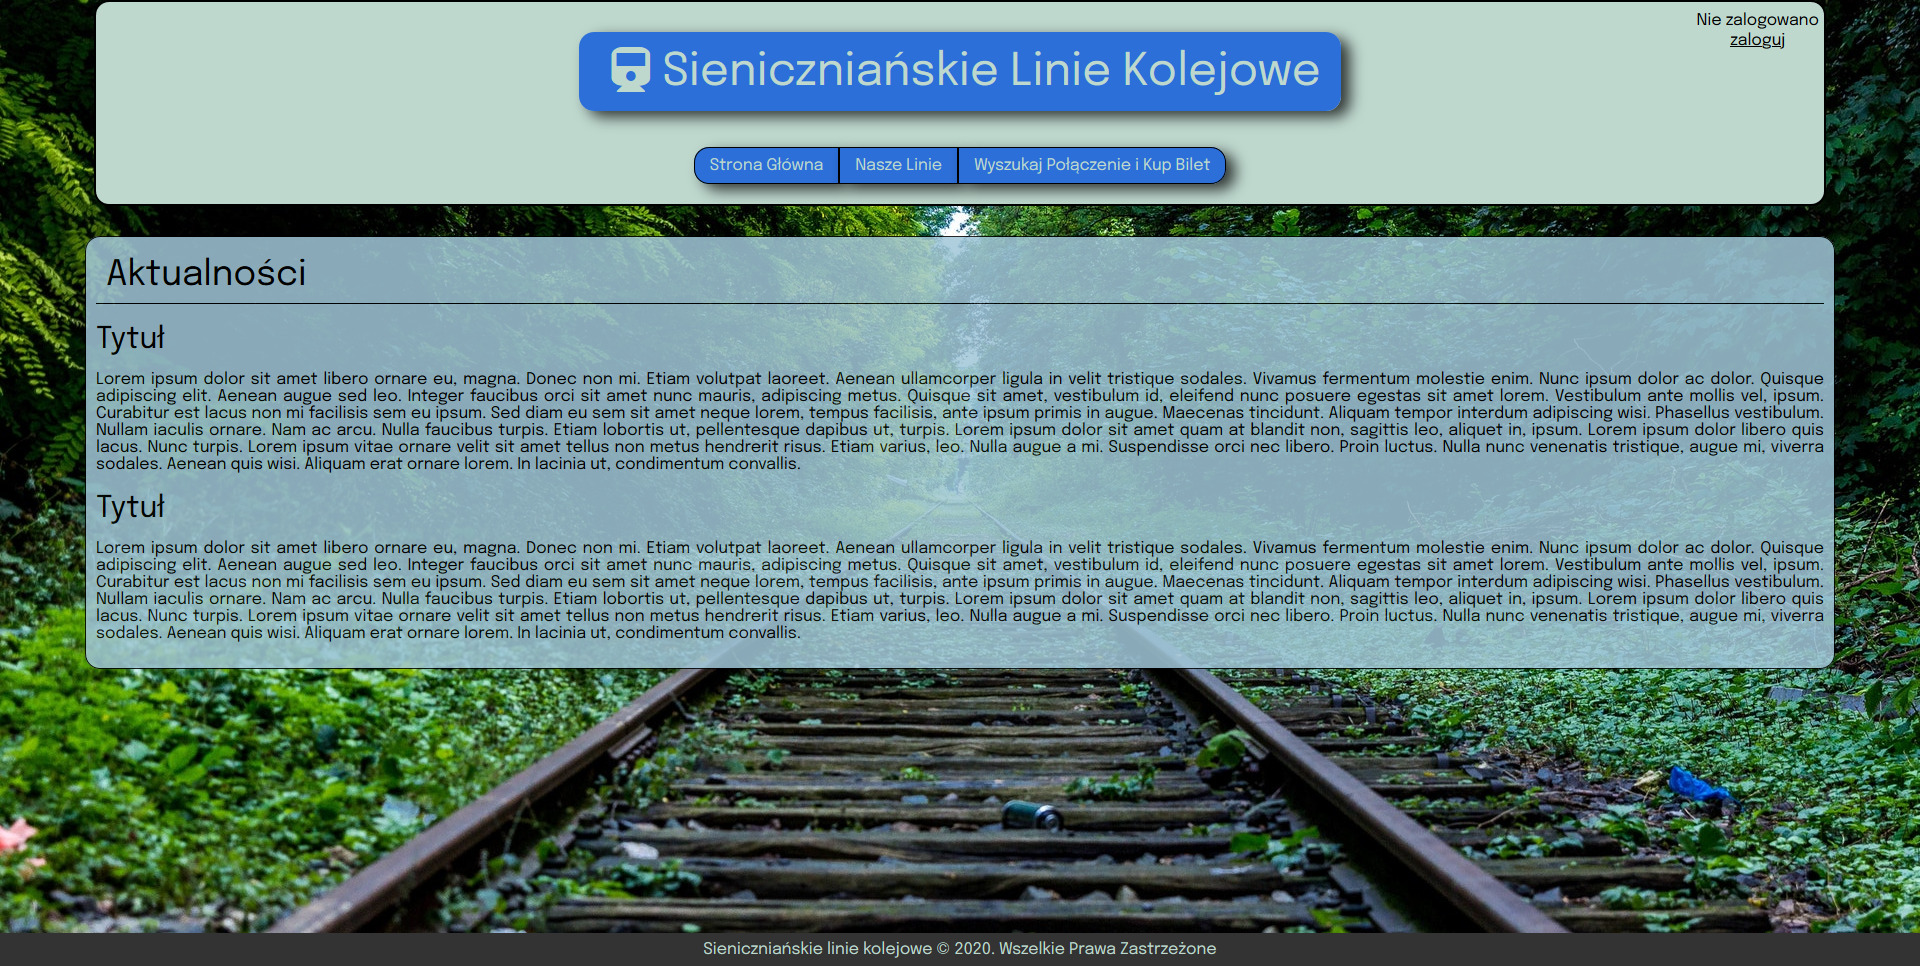 Nie zalogowano
zaloguj
Sieniczniańskie Linie Kolejowe
Strona Główna
Nasze Linie
Wyszukaj Połączenie i Kup Bilet
Aktualności
Tytuł
Lorem ipsum dolor sit amet libero ornare eu, magna. Donec non mi. Etiam volutpat laoreet. Aenean ullamcorper ligula in velit tristique sodales. Vivamus fermentum molestie enim. Nunc ipsum dolor ac dolor. Quisque
adipiscing elit. Aenean augue sed leo. Integer faucibus orci sit amet nunc mauris, adipiscing metus. Quisque sit amet, vestibulum id, eleifend nunc posuere egestas sit amet lorem. Vestibulum ante mollis vel, ipsum.
Curabitur est lacus non mi facilisis sem eu ipsum. Sed diam eu sem sit amet neque lorem, tempus facilisis, ante ipsum primis in augue. Maecenas tincidunt. Aliquam tempor interdum adipiscing wisi. Phasellus vestibulum.
Nullam iaculis ornare. Nam ac arcu. Nulla faucibus turpis. Etiam lobortis ut, pellentesque dapibus ut, turpis. Lorem ipsum dolor sit amet quam at blandit non, sagittis leo, aliquet in, ipsum. Lorem ipsum dolor libero quis
lacus. Nunc turpis. Lorem ipsum vitae ornare velit sit amet tellus non metus hendrerit risus. Etiam varius, leo. Nulla augue a mi. Suspendisse orci nec libero. Proin luctus. Nulla nunc venenatis tristique, augue mi, viverra
sodales. Aenean quis wisi. Aliquam erat ornare lorem. In lacinia ut, condimentum convallis.
Tytuł
Lorem ipsum dolor sit amet libero ornare eu, magna. Donec non mi. Etiam volutpat laoreet. Aenean ullamcorper ligula in velit tristique sodales. Vivamus fermentum molestie enim. Nunc ipsum dolor ac dolor. Quisque
adipiscing elit. Aenean augue sed leo. Integer faucibus orci sit amet nunc mauris, adipiscing metus. Quisque sit amet, vestibulum id, eleifend nunc posuere egestas sit amet lorem. Vestibulum ante mollis vel, ipsum.
Curabitur est lacus non mi facilisis sem eu ipsum. Sed diam eu sem sit amet neque lorem, tempus facilisis, ante ipsum primis in augue. Maecenas tincidunt. Aliquam tempor interdum adipiscing wisi. Phasellus vestibulum.
Nullam iaculis ornare. Nam ac arcu. Nulla faucibus turpis. Etiam lobortis ut, pellentesque dapibus ut, turpis. Lorem ipsum dolor sit amet quam at blandit non, sagittis leo, aliquet in, ipsum. Lorem ipsum dolor libero quis
lacus. Nunc turpis. Lorem ipsum vitae ornare velit sit amet tellus non metus hendrerit risus. Etiam varius, leo. Nulla augue a mi. Suspendisse orci nec libero. Proin luctus. Nulla nunc venenatis tristique, augue mi, viverra
sodales. Aenean quis wisi. Aliquam erat ornare lorem. In lacinia ut, condimentum convallis.
Sieniczniańskie linie kolejowe © 2020. Wszelkie Prawa Zastrzeżone